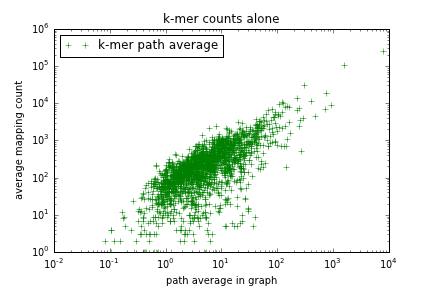 k-mer counts alone
10^6
k-mer path average
10^5
10^4
average mapping count
10^3
10^2
10^1
10^0
10^-2 10^-1 10^0 10^1 10^2 10^3 10^4
path average in graph